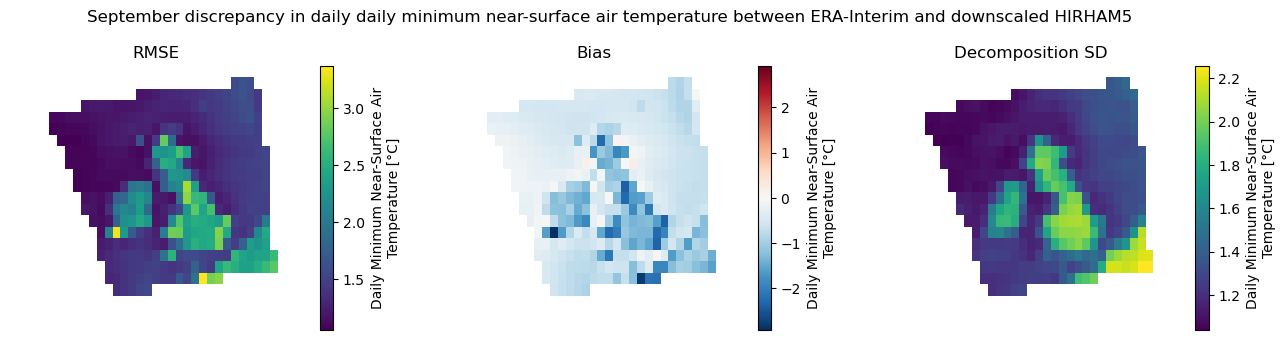 September discrepancy in daily daily minimum near-surface air temperature between ERA-Interim and downscaled HIRHAM5
RMSE
3.0
2.5
2.0
1.5
Daily Minimum Near-Surface Air
Temperature [°C]
Bias
2
1
0
−1
−2
Daily Minimum Near-Surface Air
Temperature [°C]
Decomposition SD
2.2
2.0
1.8
1.6
1.4
1.2
Daily Minimum Near-Surface Air
Temperature [°C]